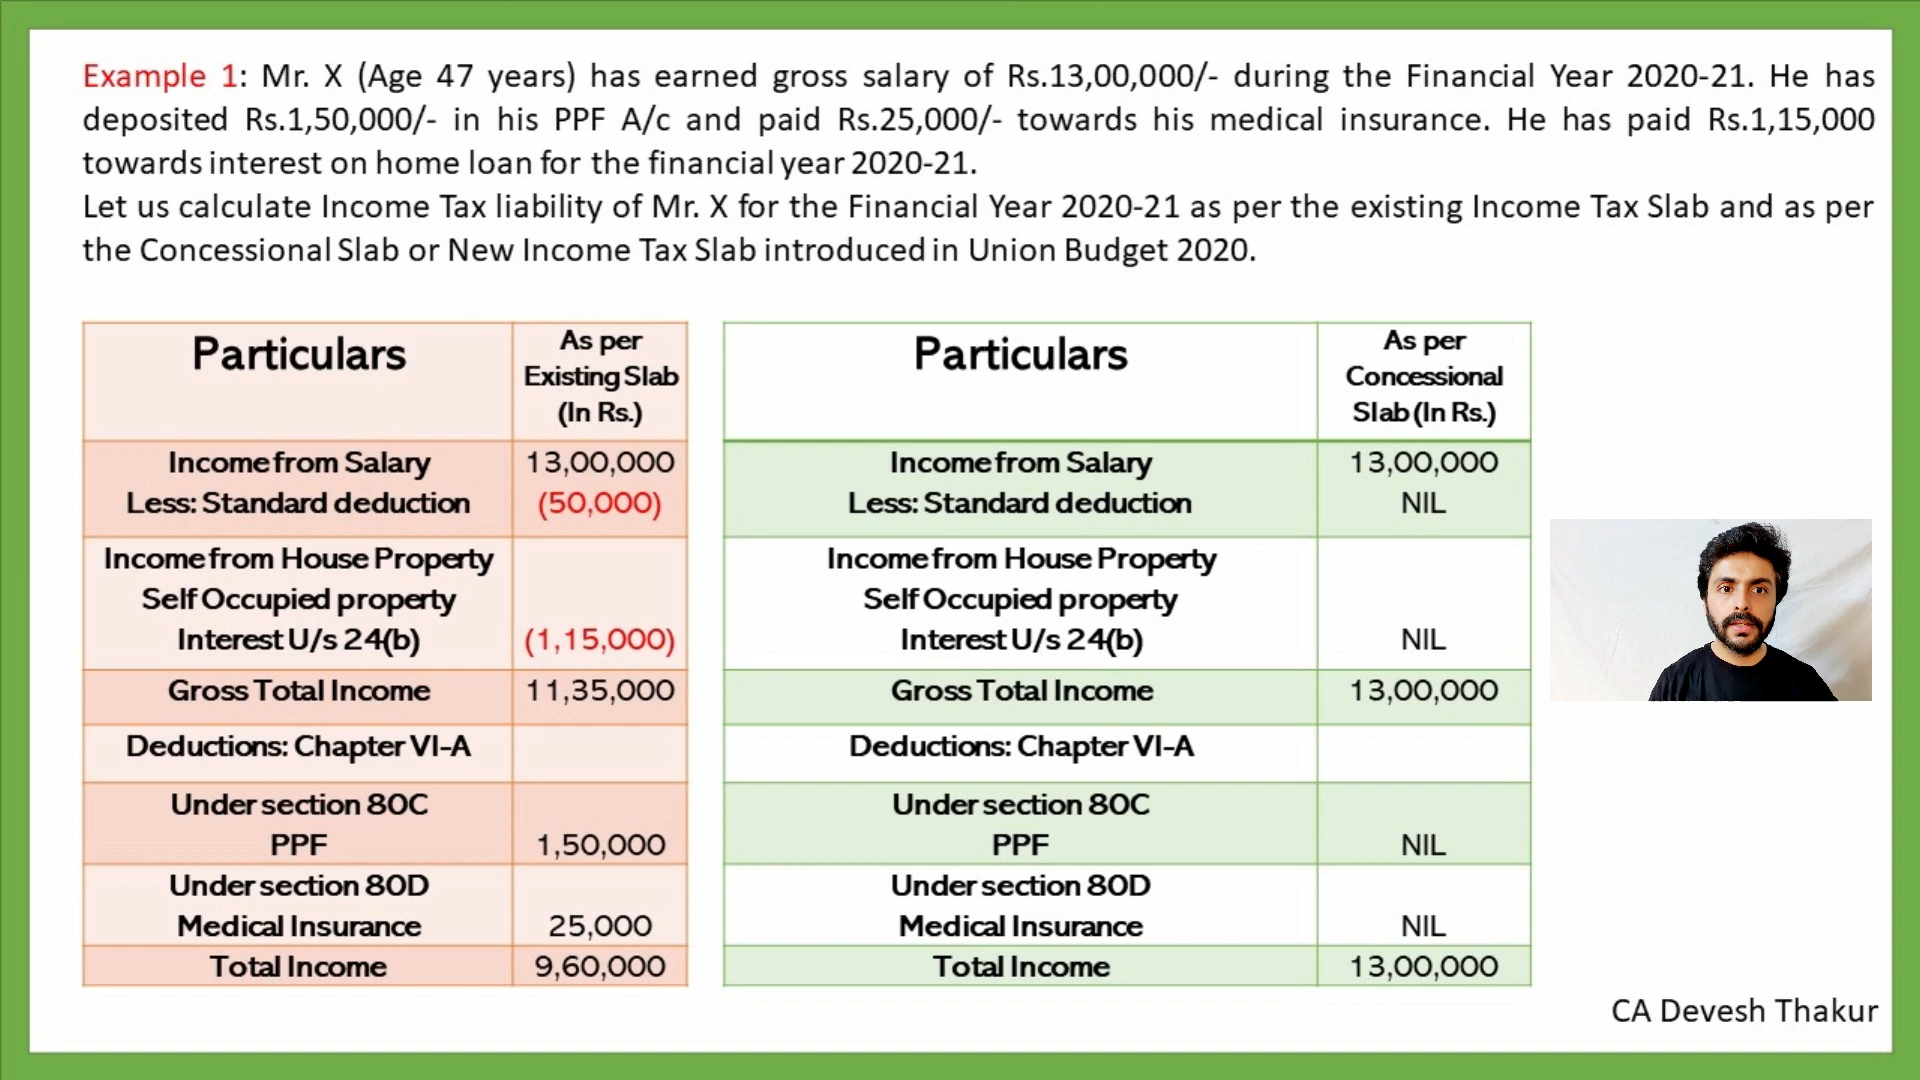 Example 1: Mr. X (Age 47 years) has earned gross salary of Rs.13,00,000/- during the Financial Year 2020-21. He has
deposited Rs.1,50,000/- in his PPF A/c and paid Rs.25,000/- towards his medical insurance. He has paid Rs.1,15,000
towards interest on home loan for the financial year 2020-21.
Let us calculate Income Tax liability of Mr. X for the Financial Year 2020-21 as per the existing Income Tax Slab and as per
the Concessional Slab or New Income Tax Slab introduced in Union Budget 2020.
Particulars
As per
Existing Slab
(In Rs.)
Income from Salary 13,00,000
Less: Standard deduction (50,000)
Income from House Property
Self Occupied property
Interest U/s 24(b) (1,15,000)
Gross Total Income 11,35,000
Deductions: Chapter VI-A
Under section 80C
PPF 1,50,000
Under section 80D
Medical Insurance 25,000
Total Income 9,60,000
Particulars
As per
Concessional
Slab (In Rs.)
Income from Salary 13,00,000
Less: Standard deduction NIL
Income from House Property
Self Occupied property
Interest U/s 24(b) NIL
Gross Total Income 13,00,000
Deductions: Chapter VI-A
Under section 80C
PPF NIL
Under section 80D
Medical Insurance NIL
Total Income 13,00,000
CA Devesh Thakur